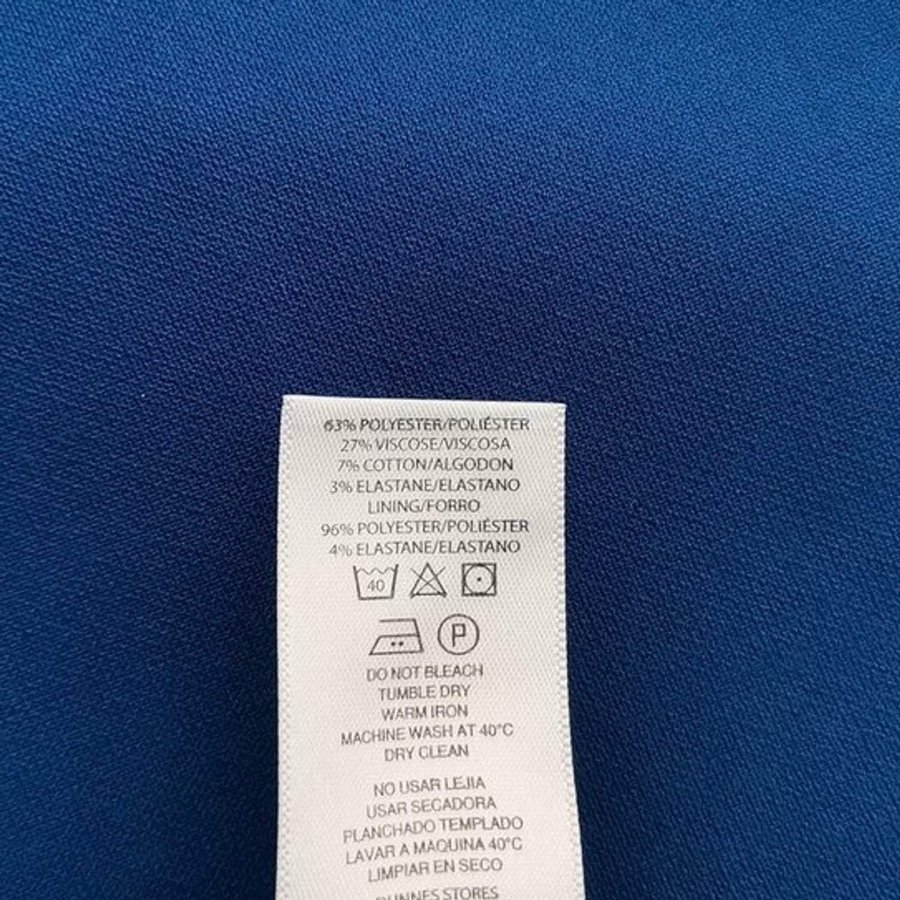 63% POLYESTER/POLIÉSTER
27% VISCOSE/VISCOSA
7% COTTON/ALGODON
3% ELASTANE/ELASTANO
LINING/FORRO
96% POLYESTER/POLIÉSTER
4% ELASTANE/ELASTANO
40
P
DO NOT BLEACH
TUMBLE DRY
WARM IRON
MACHINE WASH AT 40°C
DRY CLEAN
NO USAR LEJIA
USAR SECADORA
PLANCHADO TEMPLADO
LAVAR A MAQUINA 40°C
LIMPIAR EN SECO
DUNNES STORES